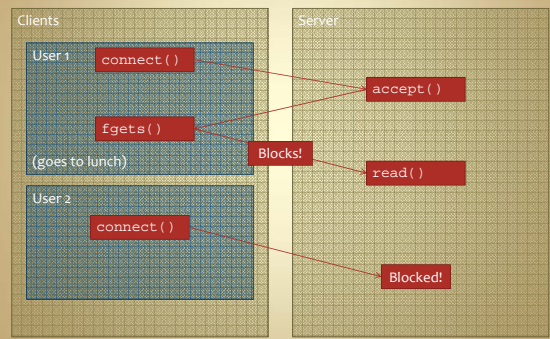 Clients
User 1
connect()
fgets()
(goes to lunch)
User 2
connect()
Blocks!
Server
accept()
read()
Blocked!